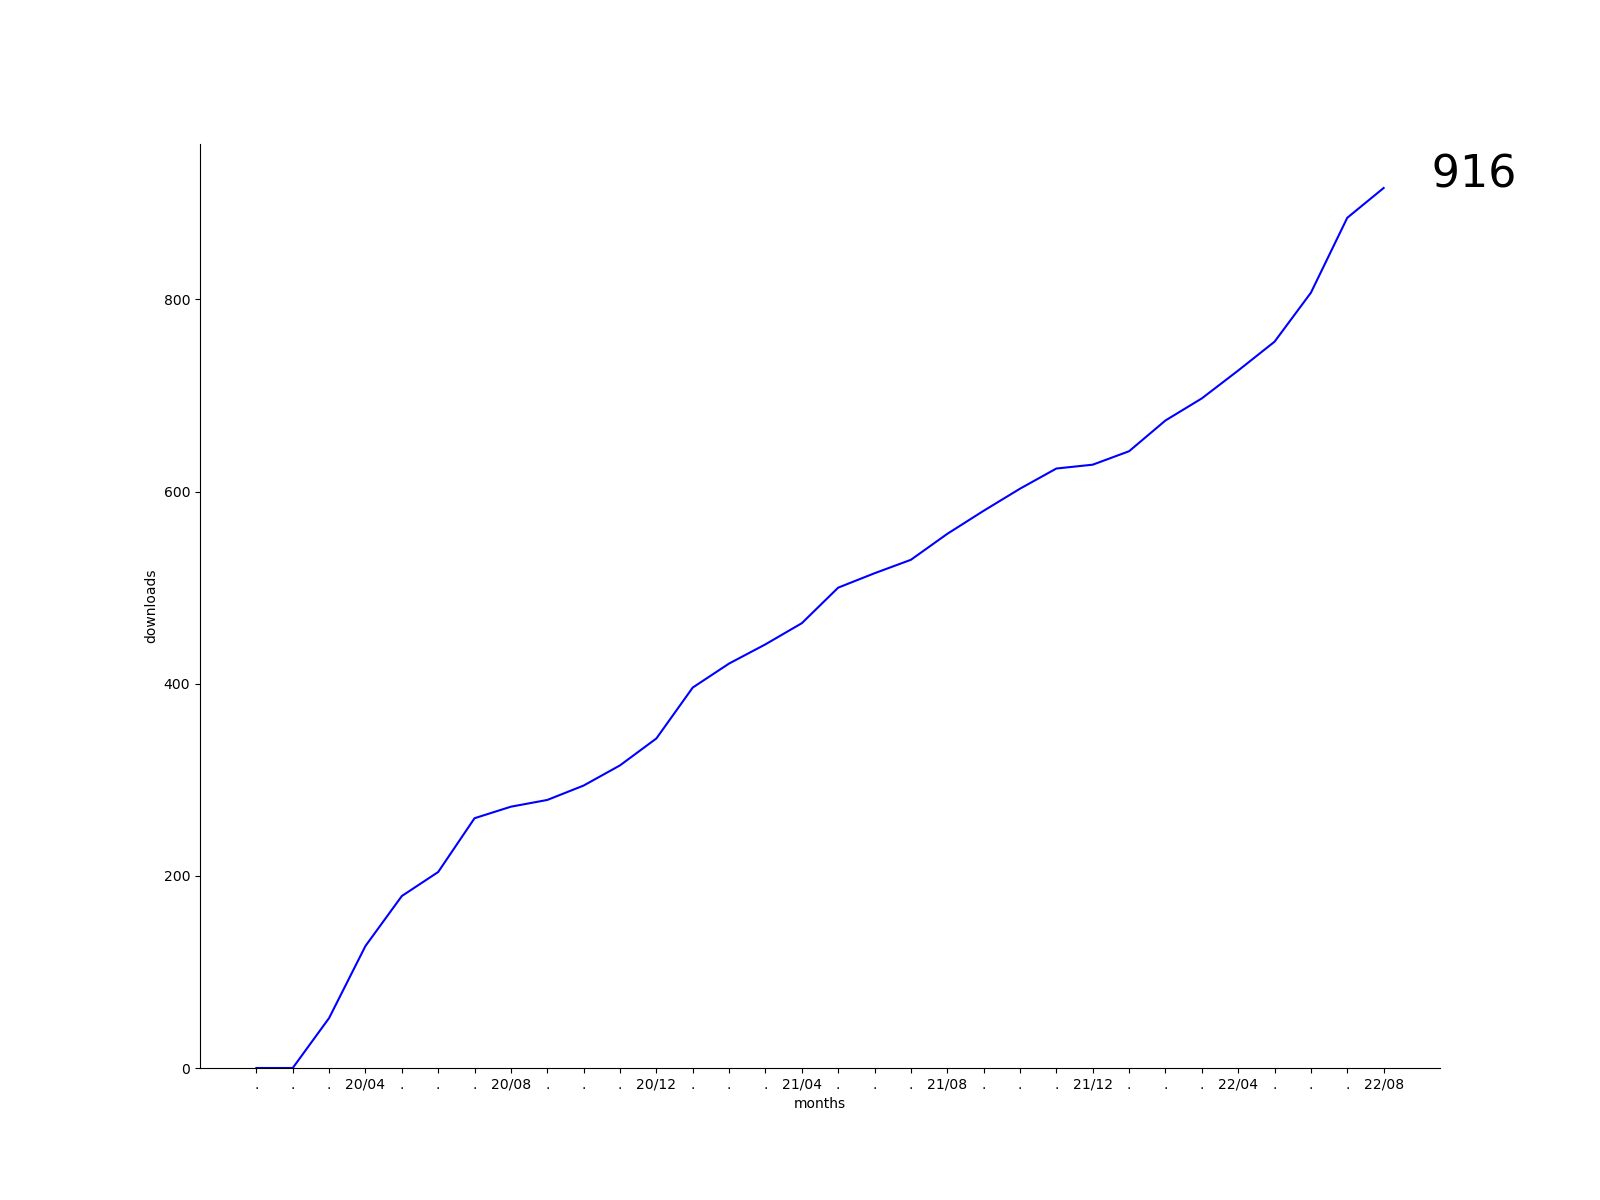 916
800
600
400
200
0
downloads
. . . 20/04 . . . 20/08 . . . 20/12 . . . 21/04 . . . 21/08 . . . 21/12 . . . 22/04 . . . 22/08
months